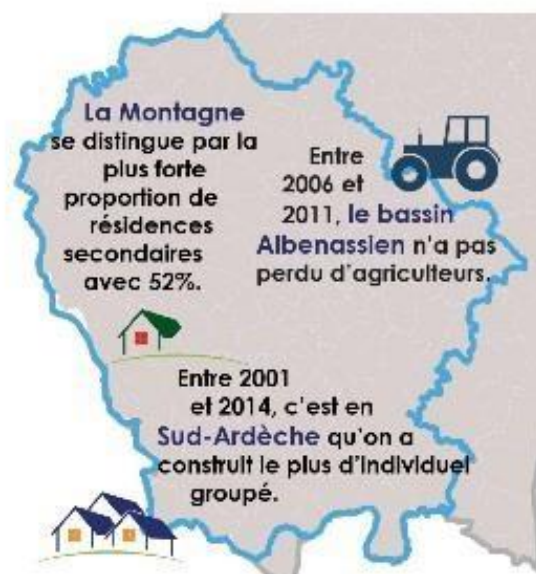 La Montagne
se distingue par la
plus forte
proportion de
résidences
secondaires
avec 52%.
Entre
2006 et
2011, le bassin
Albenassien n'a pas
perdu d'agriculteurs.
Entre 2001
et 2014, c'est en
Sud-Ardèche qu'on a
construit le plus d'individuel
groupé.